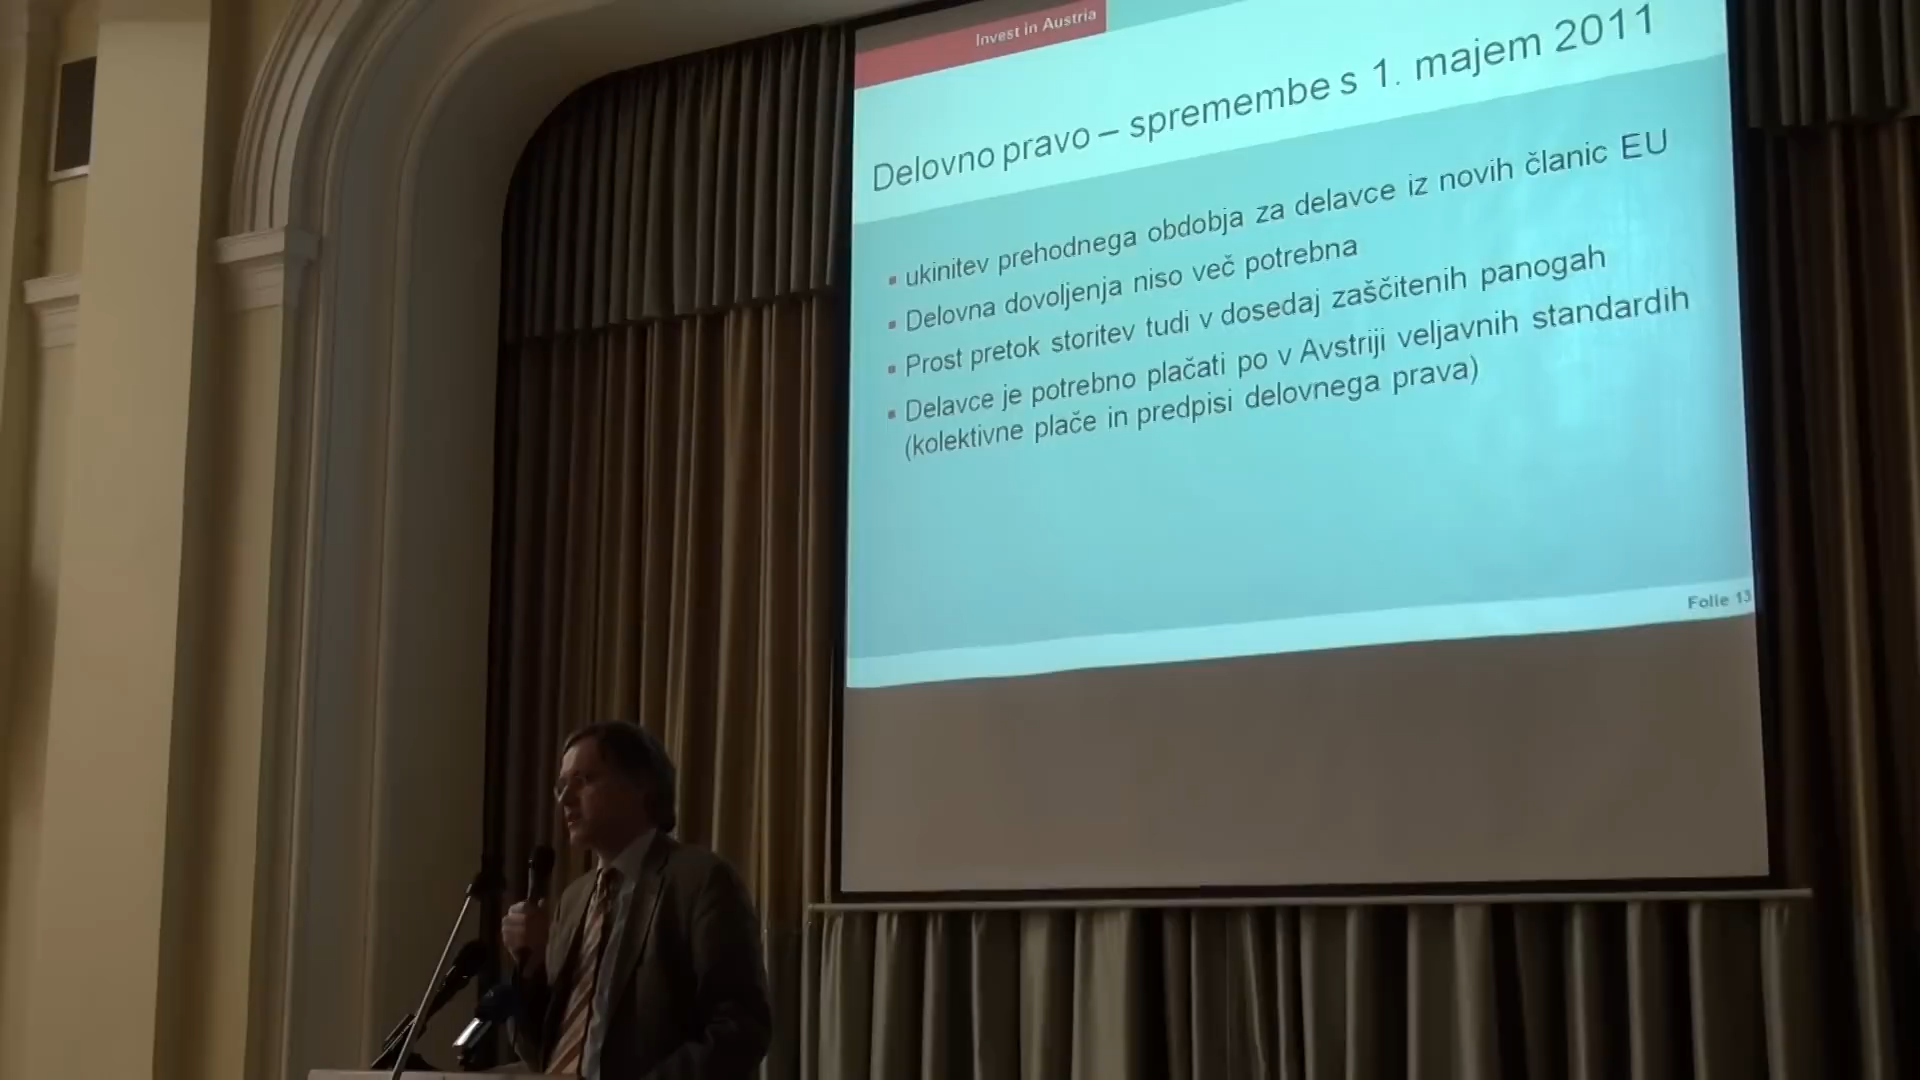 Invest in Austria
Delovno pravo – spremembe s 1. majem 2011
▪ ukinitev prehodnega obdobja za delavce iz novih članic EU
▪ Delovna dovoljenja niso več potrebna
▪ Prost pretok storitev tudi v dosedaj zaščitenih panogah
▪ Delavce je potrebno plačati po v Avstriji veljavnih standardih
(kolektivne plače in predpisi delovnega prava)
Folie 13